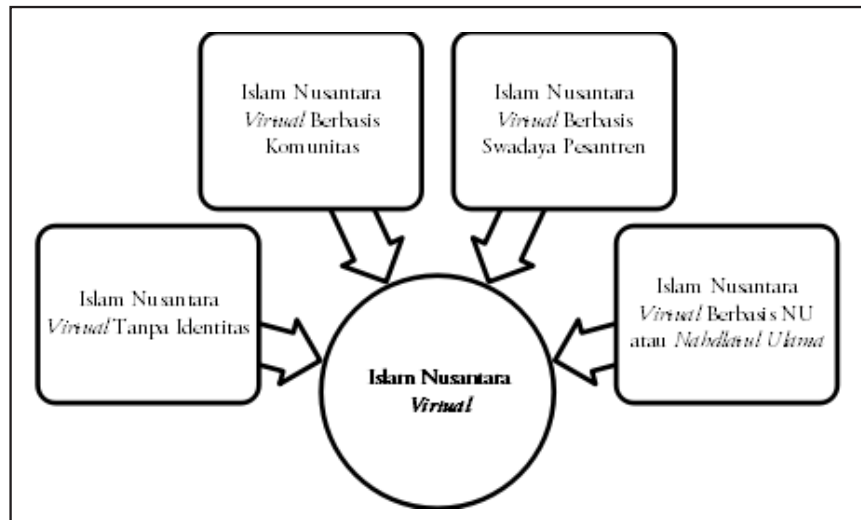 Islam Nusantara
Virtual Berbasis
Komunitas
Islam Nusantara
Virtual Berbasis
Swadaya Pesantren
Islam Nusantara
Virtual Tanpa Identitas
Islam Nusantara
Virtual Berbasis NU
atau Nahdlatul Ulama
Islam Nusantara
Virtual